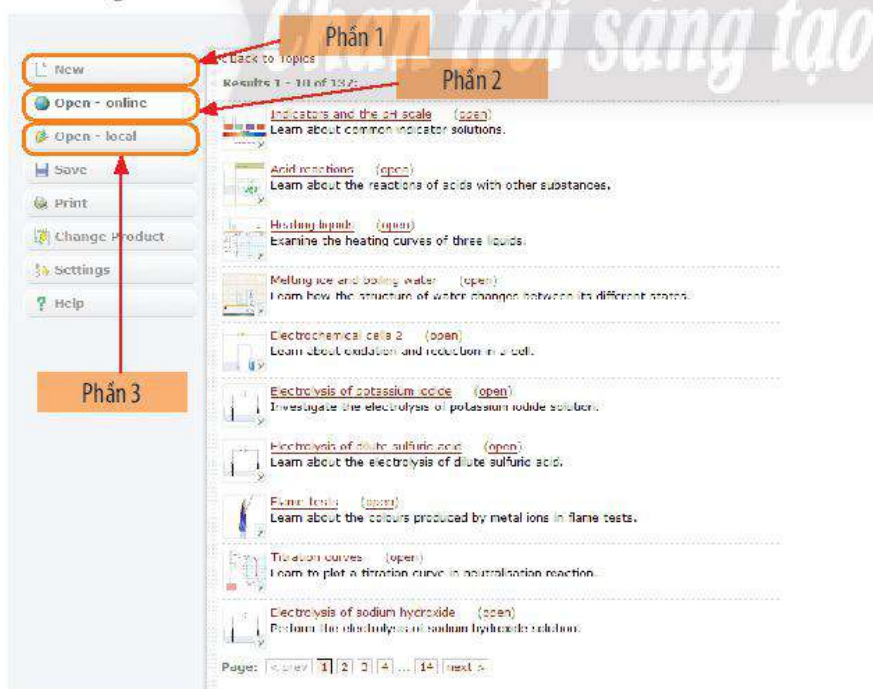 Chân trời sáng tạo
Phần 1
New
< Back to Topics
Results 1 - 10 of 137:
Phần 2
Open - online
Open - local
Save
Print
Change Product
Settings
Help
Phần 3
Indicators and the pH scale (open)
Learn about common indicator solutions.
Acid reactions (open)
Learn about the reactions of acids with other substances.
Heating liquids (open)
Examine the heating curves of three liquids.
Melting ice and boiling water (open)
Learn how the structure of water changes between its different states.
Electrochemical cells 2 (open)
Learn about oxidation and reduction in a cell.
Electrolysis of potassium iodide (open)
Investigate the electrolysis of potassium iodide solution.
Electrolysis of dilute sulfuric acid (open)
Learn about the electrolysis of dilute sulfuric acid.
Flame tests (open)
Learn about the colours produced by metal ions in flame tests.
Titration curves (open)
Learn to plot a titration curve in neutralisation reaction.
Electrolysis of sodium hydroxide (open)
Perform the electrolysis of sodium hydroxide solution.
Page: < prev 1 2 3 4 ... 14 next >